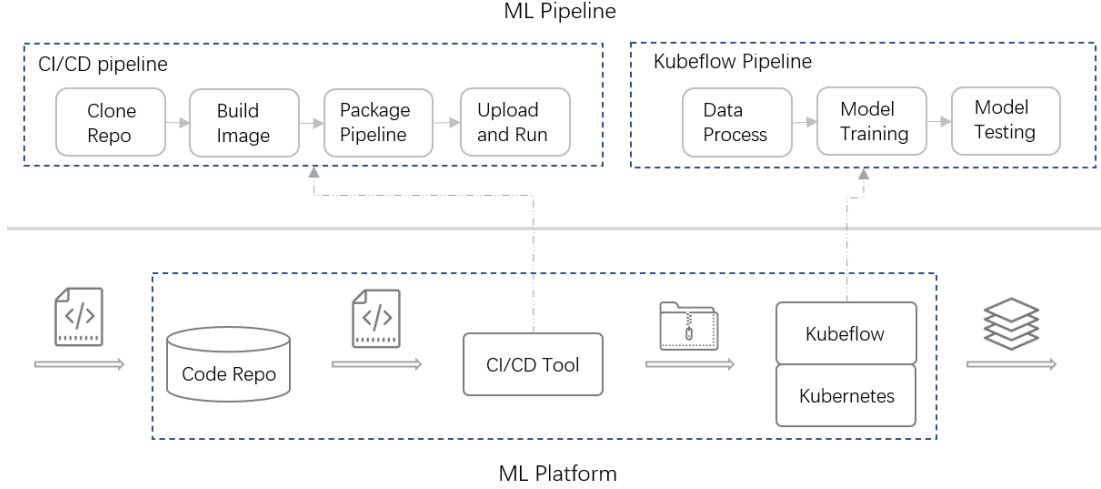 ML Pipeline
CI/CD pipeline
Clone
Repo
Build
Image
Package
Pipeline
Upload
and Run
Kubeflow Pipeline
Data
Process
Model
Training
Model
Testing
</>
Code Repo
</>
CI/CD Tool
Kubeflow
Kubernetes
ML Platform